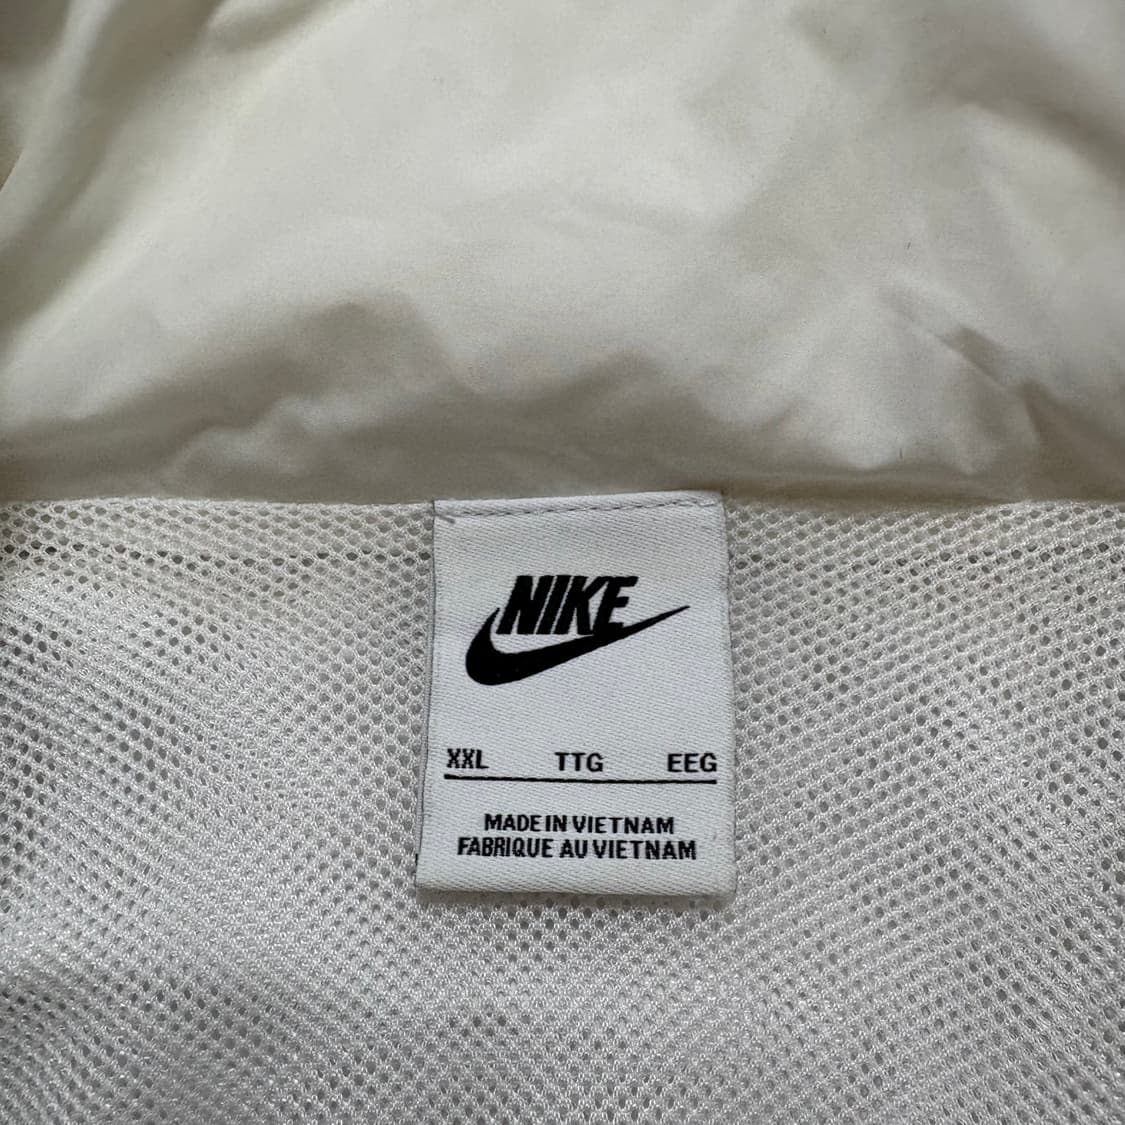 NIKE
XXL TTG EEG
MADE IN VIETNAM
FABRIQUE AU VIETNAM